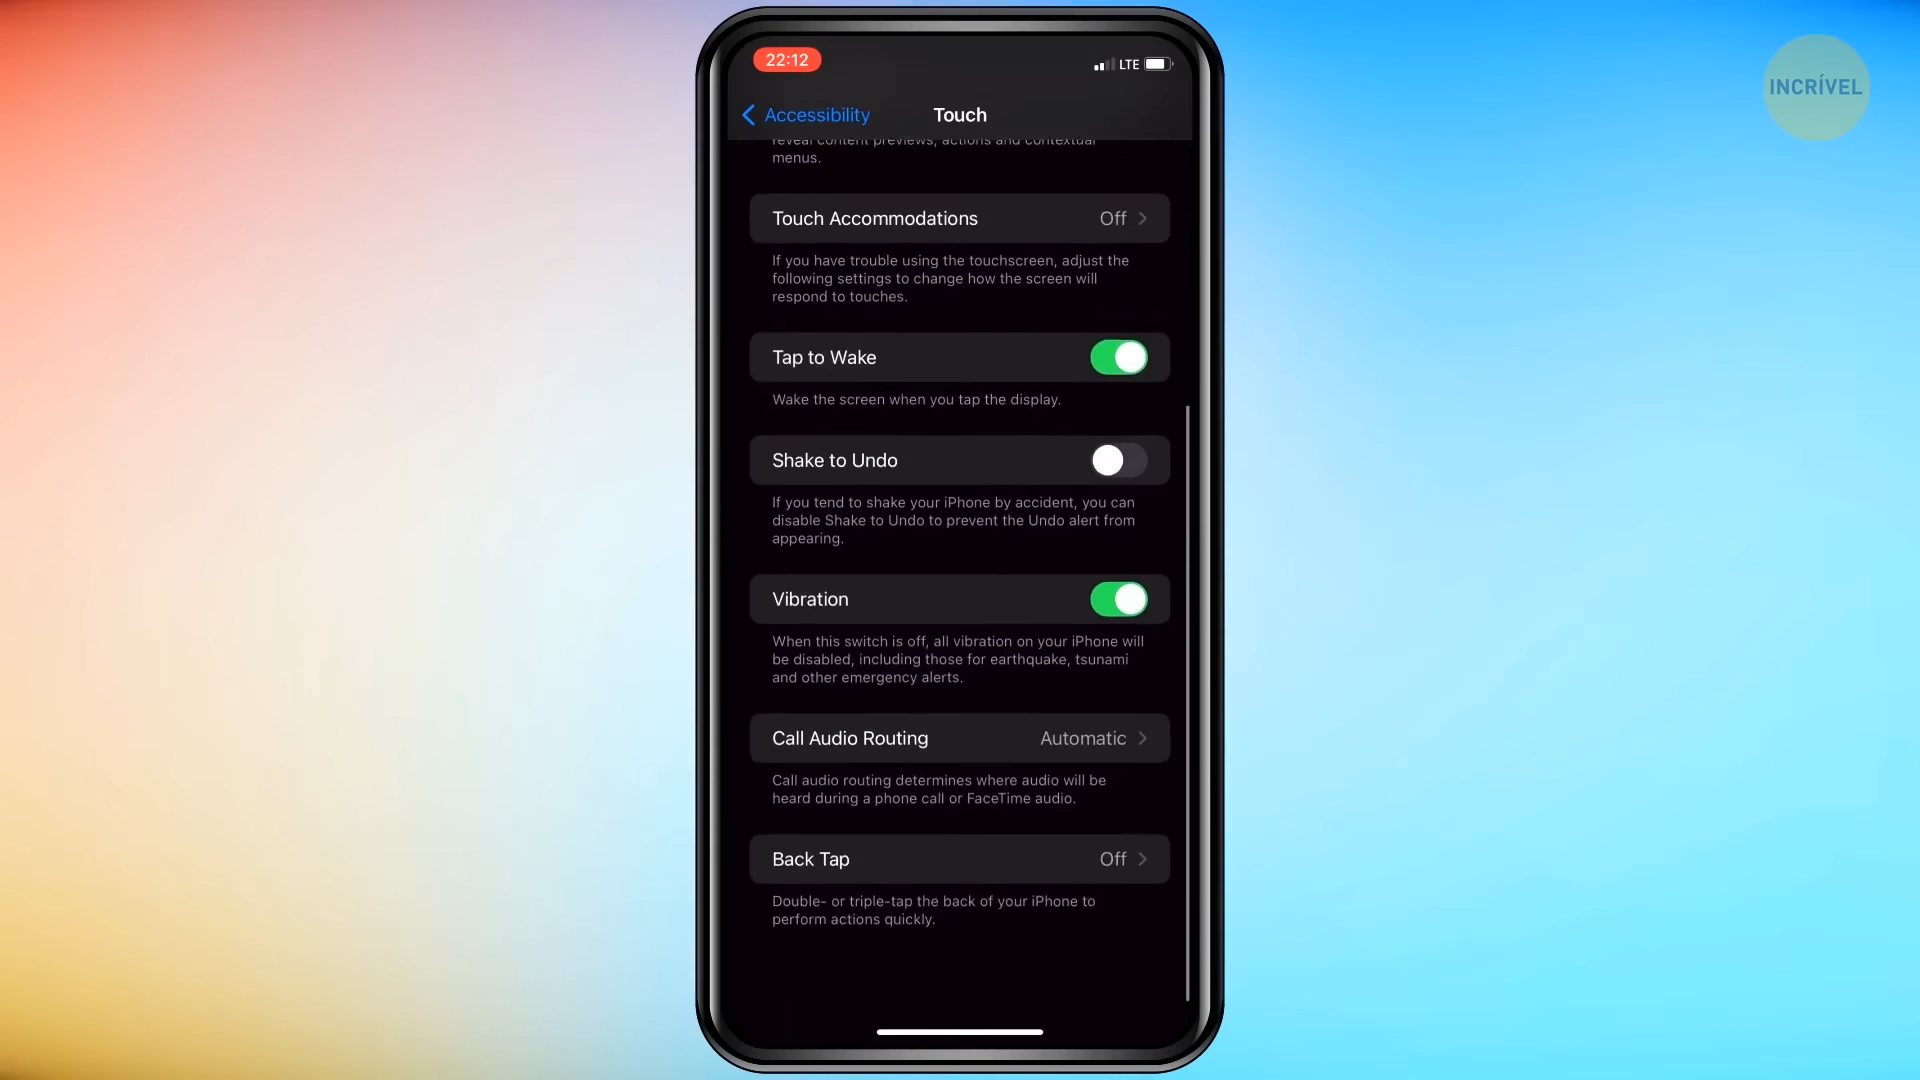 22:12
LTE
INCRÍVEL
Accessibility
Touch
reveal content previews, actions and contextual
menus.
Touch Accommodations
Off
If you have trouble using the touchscreen, adjust the
following settings to change how the screen will
respond to touches.
Tap to Wake
Wake the screen when you tap the display.
Shake to Undo
If you tend to shake your iPhone by accident, you can
disable Shake to Undo to prevent the Undo alert from
appearing.
Vibration
When this switch is off, all vibration on your iPhone will
be disabled, including those for earthquake, tsunami
and other emergency alerts.
Call Audio Routing
Automatic
Call audio routing determines where audio will be
heard during a phone call or FaceTime audio.
Back Tap
Off
Double- or triple-tap the back of your iPhone to
perform actions quickly.